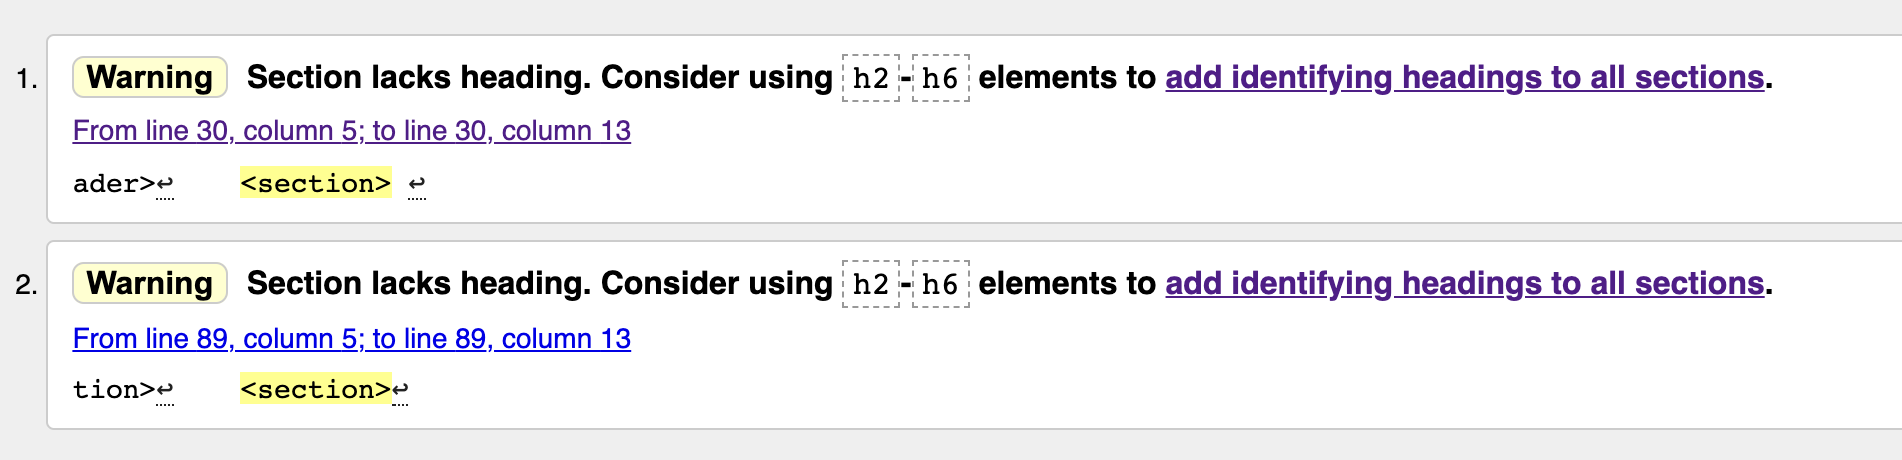 1. Warning Section lacks heading. Consider using h2-h6 elements to add identifying headings to all sections.
From line 30, column 5; to line 30, column 13
ader>↩ <section> ↩
2. Warning Section lacks heading. Consider using h2-h6 elements to add identifying headings to all sections.
From line 89, column 5; to line 89, column 13
tion>↩ <section>↩